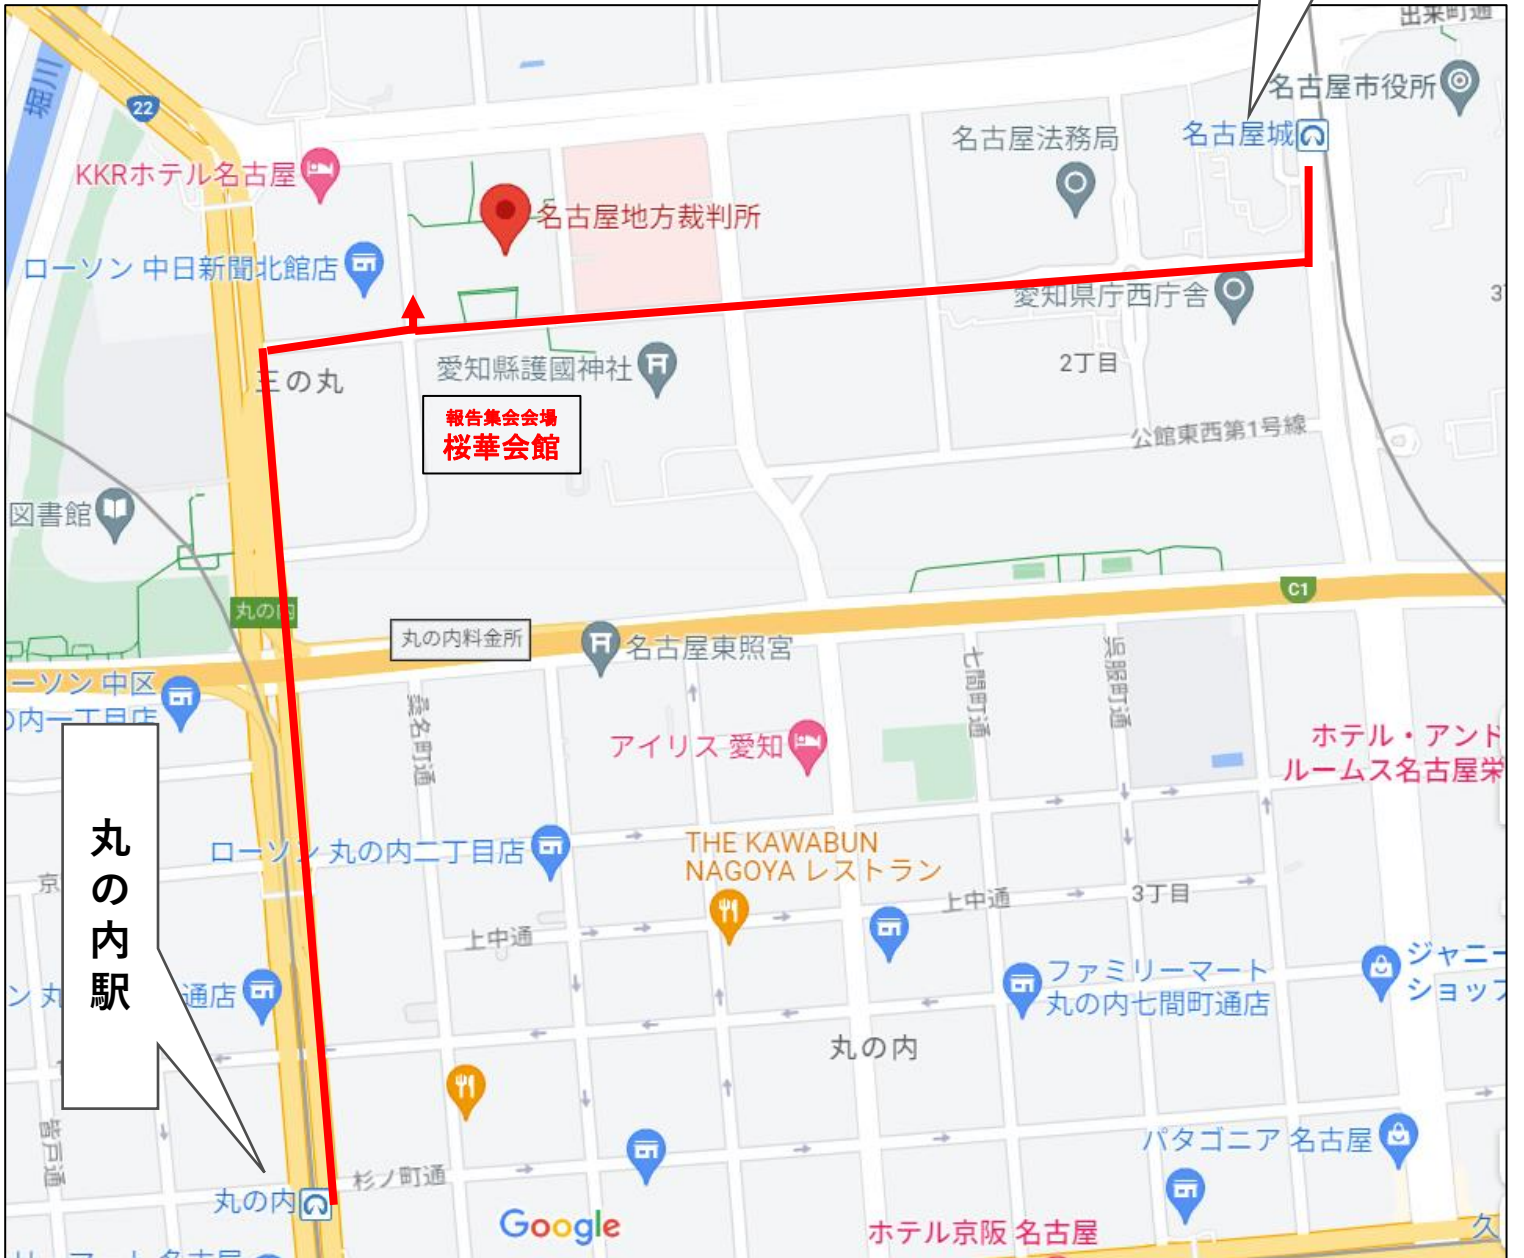 出来町通
堀川
22
名古屋市役所
名古屋法務局
名古屋城
KKRホテル名古屋
名古屋地方裁判所
ローソン 中日新聞北館店
愛知県庁西庁舎
3
三の丸
愛知縣護國神社
2丁目
報告集会会場
桜華会館
公館東西第1号線
図書館
C1
丸の内
丸の内料金所
名古屋東照宮
七間町通
呉服町通
ーソン 中区
の内一丁目店
桑名町通
アイリス 愛知
ホテル・アンド
ルームス名古屋栄
丸の内駅
ローソン 丸の内二丁目店
THE KAWABUN
NAGOYA レストラン
京
上中通
3丁目
上中通
ン 丸
通店
ファミリーマート
丸の内七間町通店
ジャニー
ショップ
丸の内
皆戸通
パタゴニア 名古屋
杉ノ町通
丸の内
Google
ホテル京阪 名古屋
久